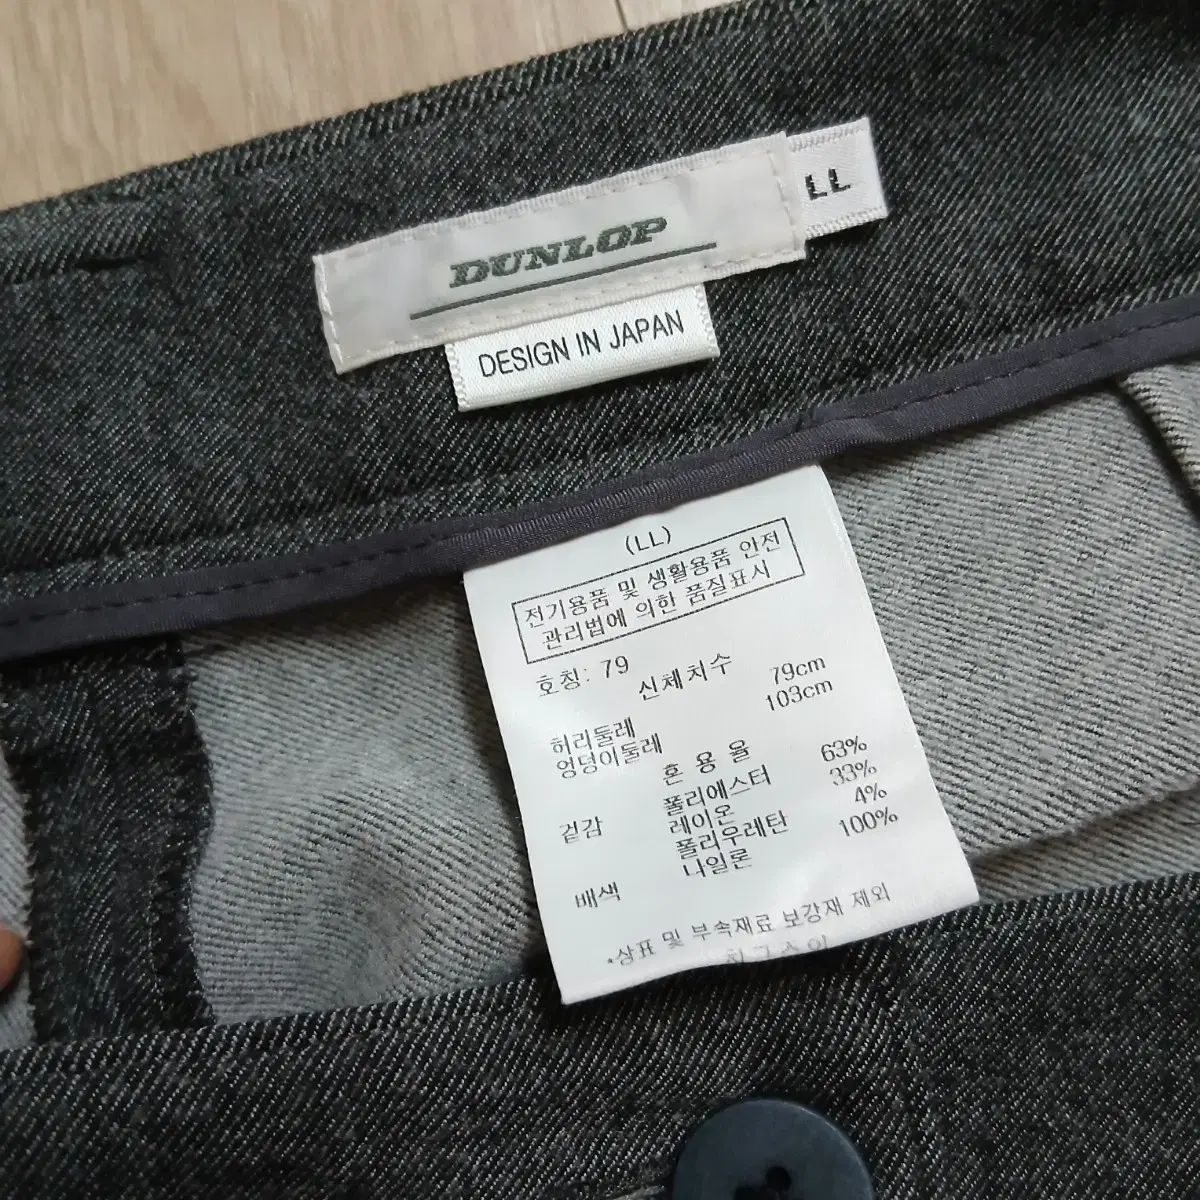 DUNLOP
LL
DESIGN IN JAPAN
(LL)
전기용품 및 생활용품 안전
관리법에 의한 품질표시
호칭: 79
신체치수
허리둘레 79cm
엉덩이둘레 103cm
혼 용 율
겉감 폴리에스터 63%
레이온 33%
폴리우레탄 4%
배색 나일론 100%
*상표 및 부속재료 보강재 제외